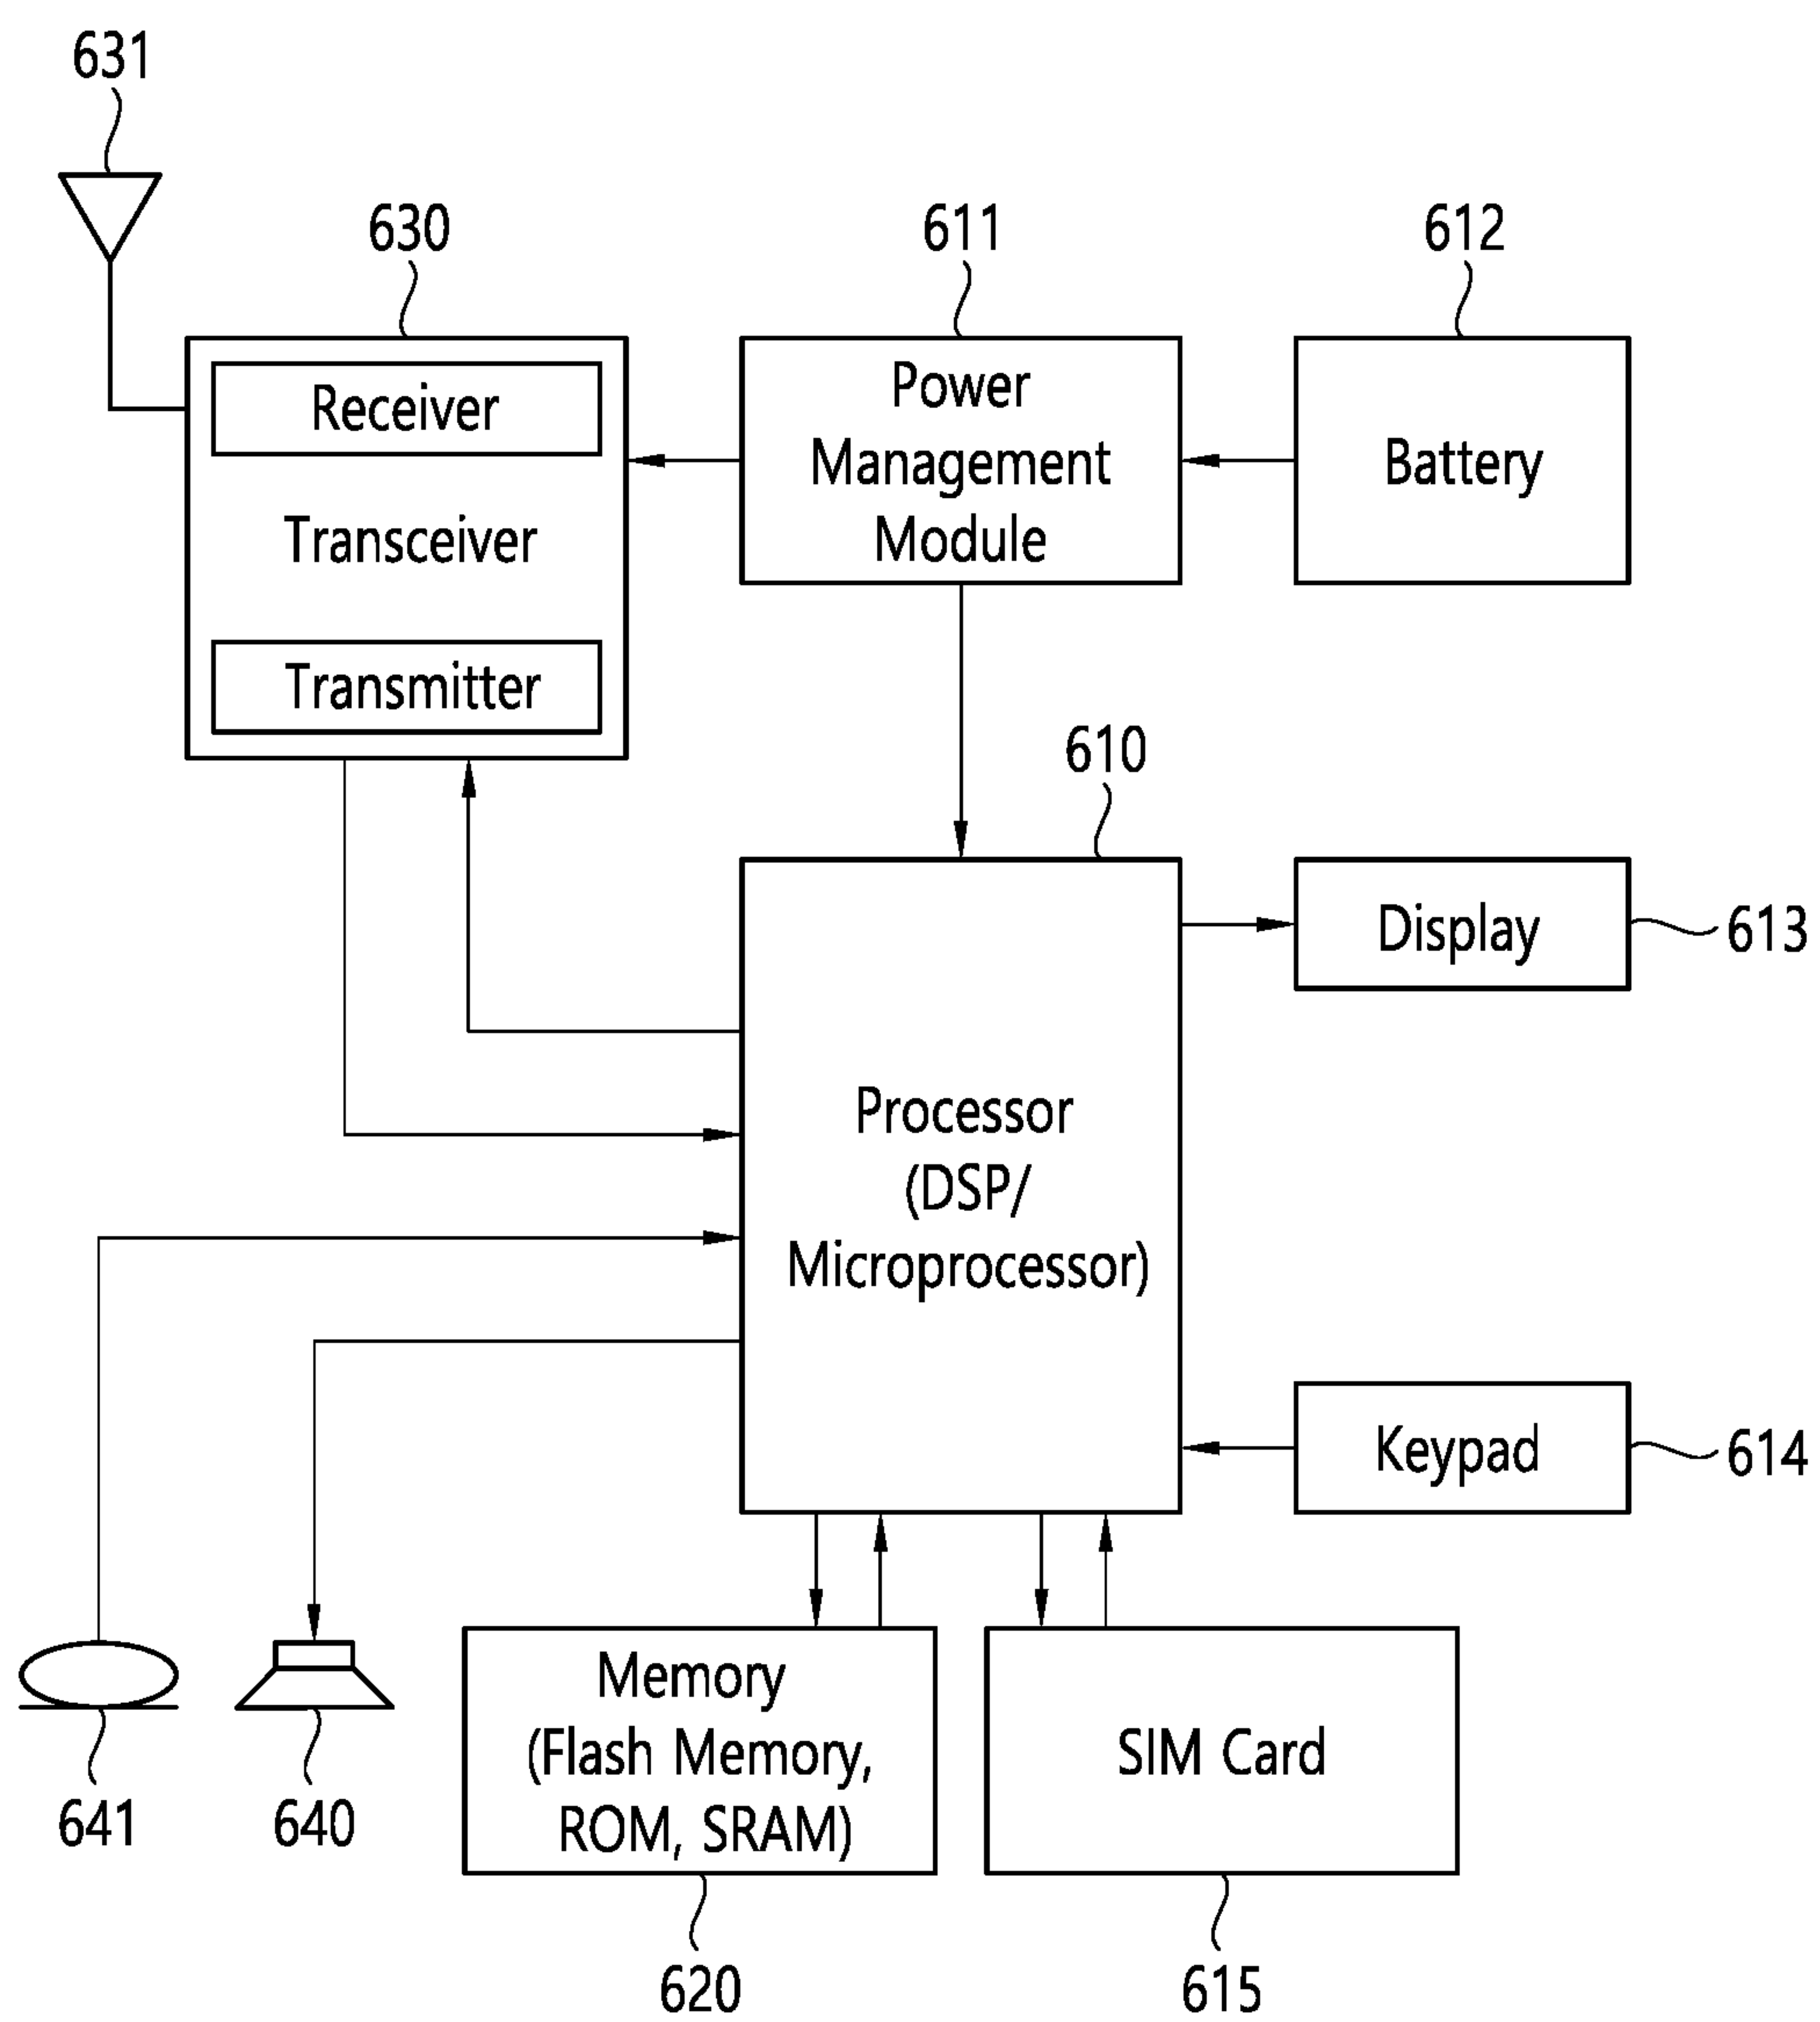 631
630
611
612
Receiver
Transceiver
Transmitter
Power
Management
Module
Battery
610
Display
613
Processor
(DSP/
Microprocessor)
Keypad
614
641
640
Memory
(Flash Memory,
ROM, SRAM)
SIM Card
620
615